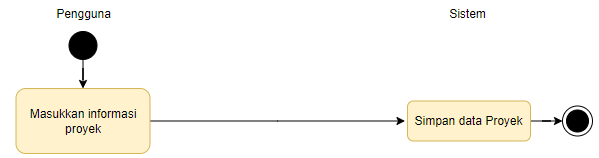 Pengguna
Sistem
Masukkan informasi
proyek
Simpan data Proyek